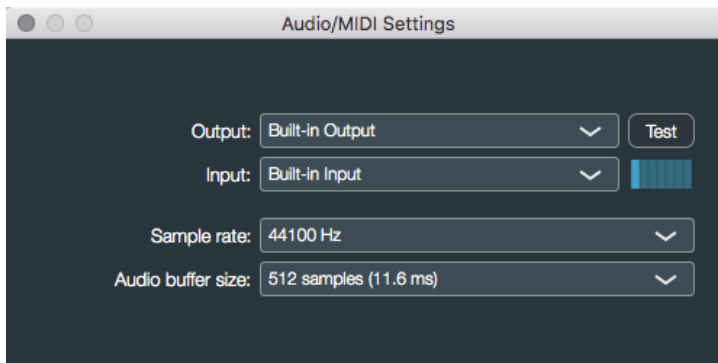 Audio/MIDI Settings
Output: Built-in Output Test
Input: Built-in Input
Sample rate: 44100 Hz
Audio buffer size: 512 samples (11.6 ms)